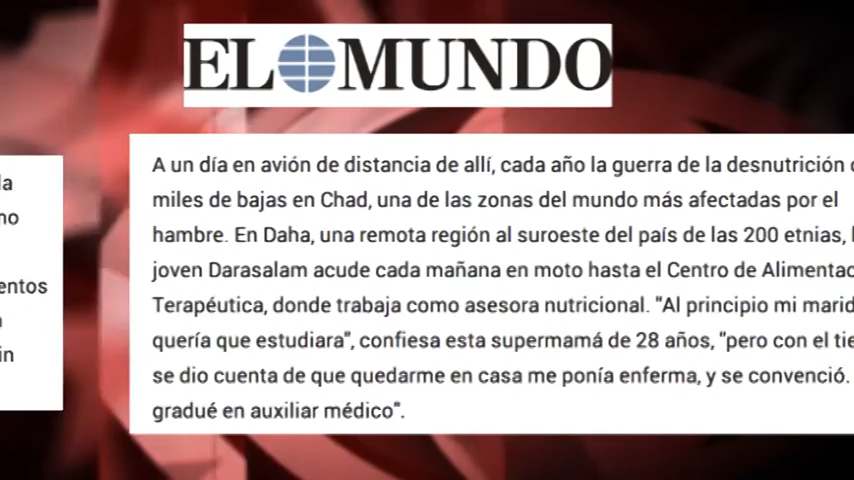 EL MUNDO
la
no
entos
in
A un día en avión de distancia de allí, cada año la guerra de la desnutrición
miles de bajas en Chad, una de las zonas del mundo más afectadas por el
hambre. En Daha, una remota región al suroeste del país de las 200 etnias,
joven Darasalam acude cada mañana en moto hasta el Centro de Alimentac
Terapéutica, donde trabaja como asesora nutricional. "Al principio mi marid
quería que estudiara", confiesa esta supermamá de 28 años, "pero con el tie
se dio cuenta de que quedarme en casa me ponía enferma, y se convenció.
gradué en auxiliar médico".